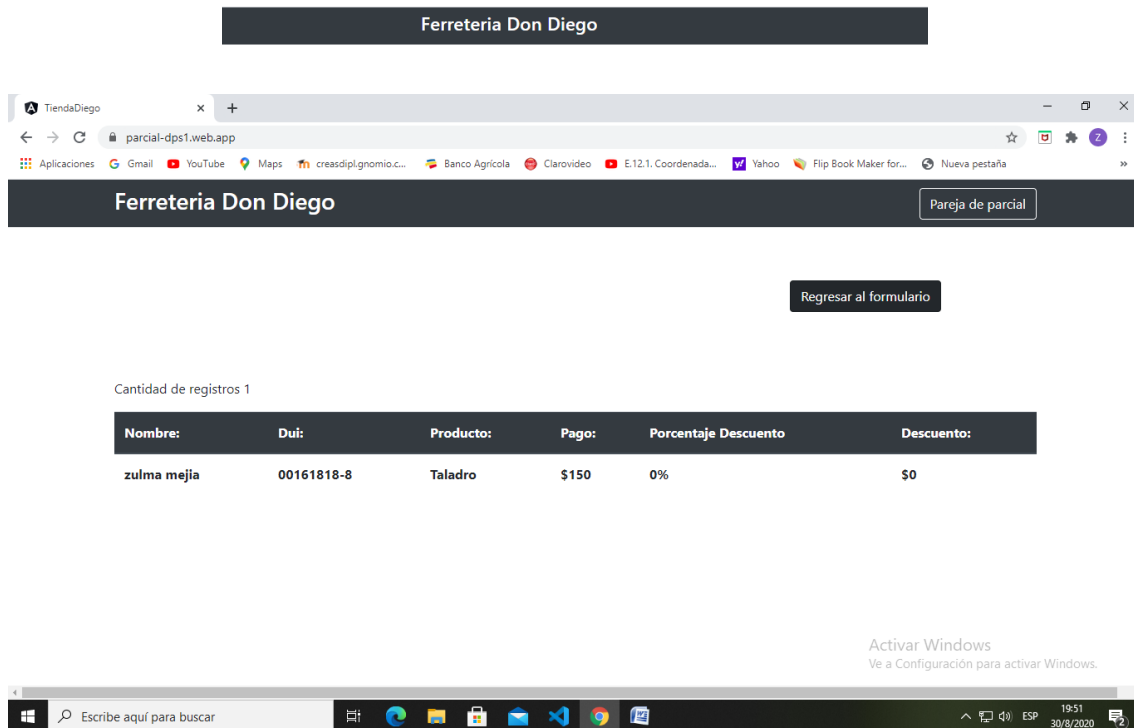 Ferreteria Don Diego
TiendaDiego
parcial-dps1.web.app
Aplicaciones Gmail YouTube Maps creasdipl.gnomio.c... Banco Agrícola Clarovideo E.12.1. Coordenada... Yahoo Flip Book Maker for... Nueva pestaña »
Ferreteria Don Diego Pareja de parcial
Regresar al formulario
Cantidad de registros 1
Nombre: Dui: Producto: Pago: Porcentaje Descuento Descuento:
zulma mejia 00161818-8 Taladro $150 0% $0
Activar Windows
Ve a Configuración para activar Windows.
Escribe aquí para buscar ESP 19:51
30/8/2020 2